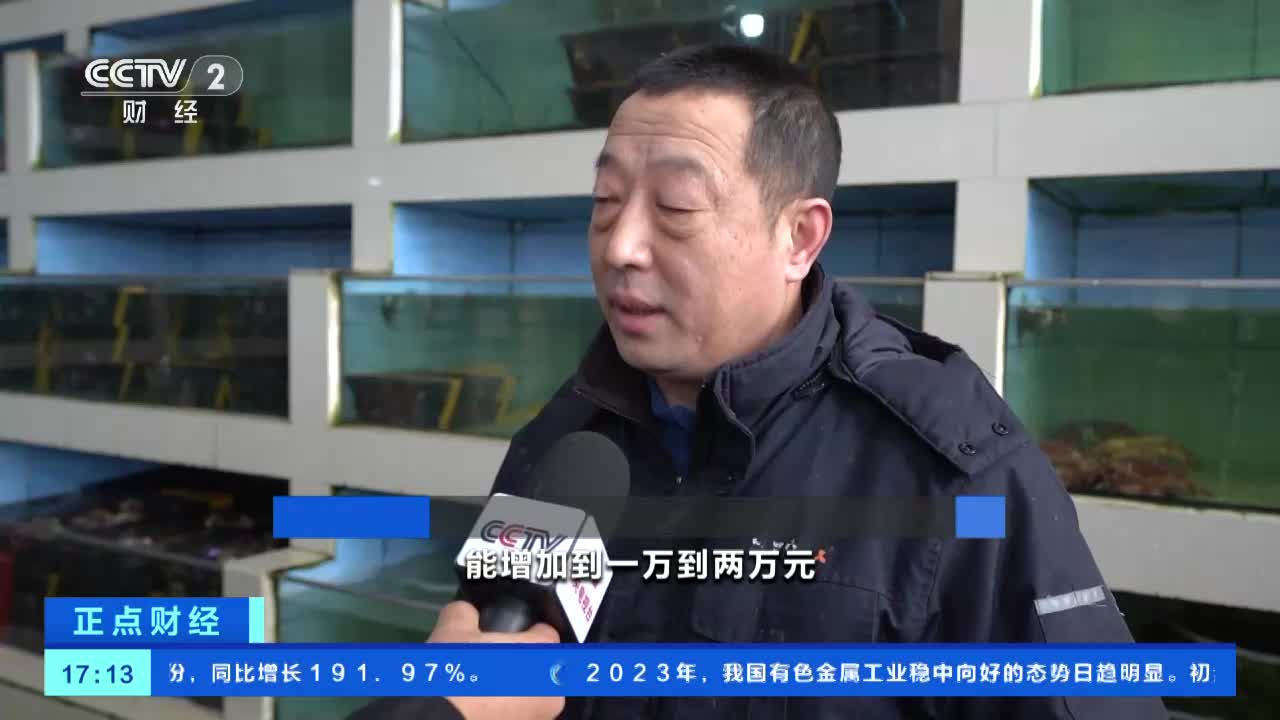 CCTV 2
财 经
CCTV
能增加到一万到两万元
正点财经
17:13
分，同比增长191.97%。 2023年，我国有色金属工业稳中向好的态势日趋明显。初